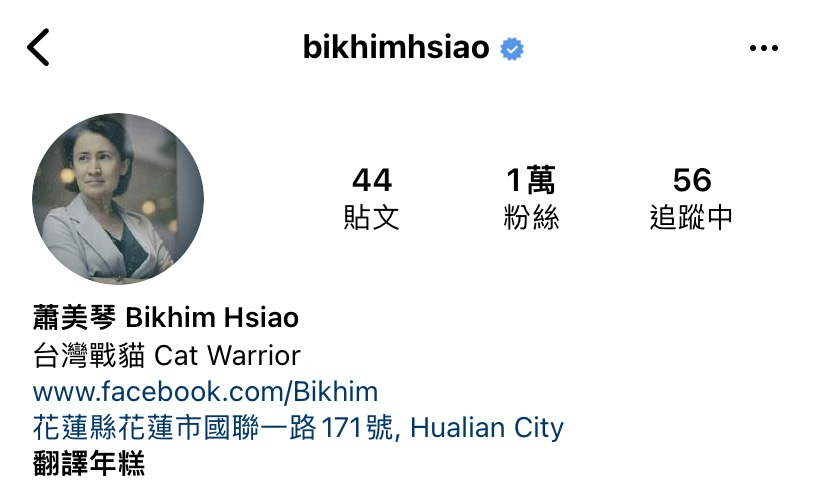 bikhimhsiao
44
1萬
56
貼文
粉絲
追蹤中
蕭美琴 Bikhim Hsiao
台灣戰貓 Cat Warrior
www.facebook.com/Bikhim
花蓮縣花蓮市國聯一路171號, Hualian City
翻譯年糕